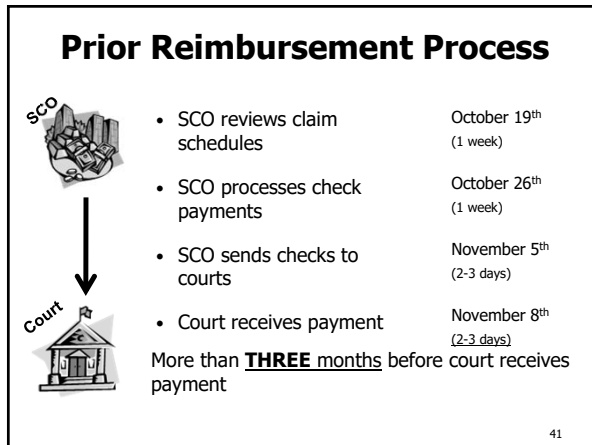 Prior Reimbursement Process
SCO
• SCO reviews claim
schedules
October 19th
(1 week)
• SCO processes check
payments
October 26th
(1 week)
• SCO sends checks to
courts
November 5th
(2-3 days)
Court
• Court receives payment
November 8th
(2-3 days)
More than THREE months before court receives
payment
41